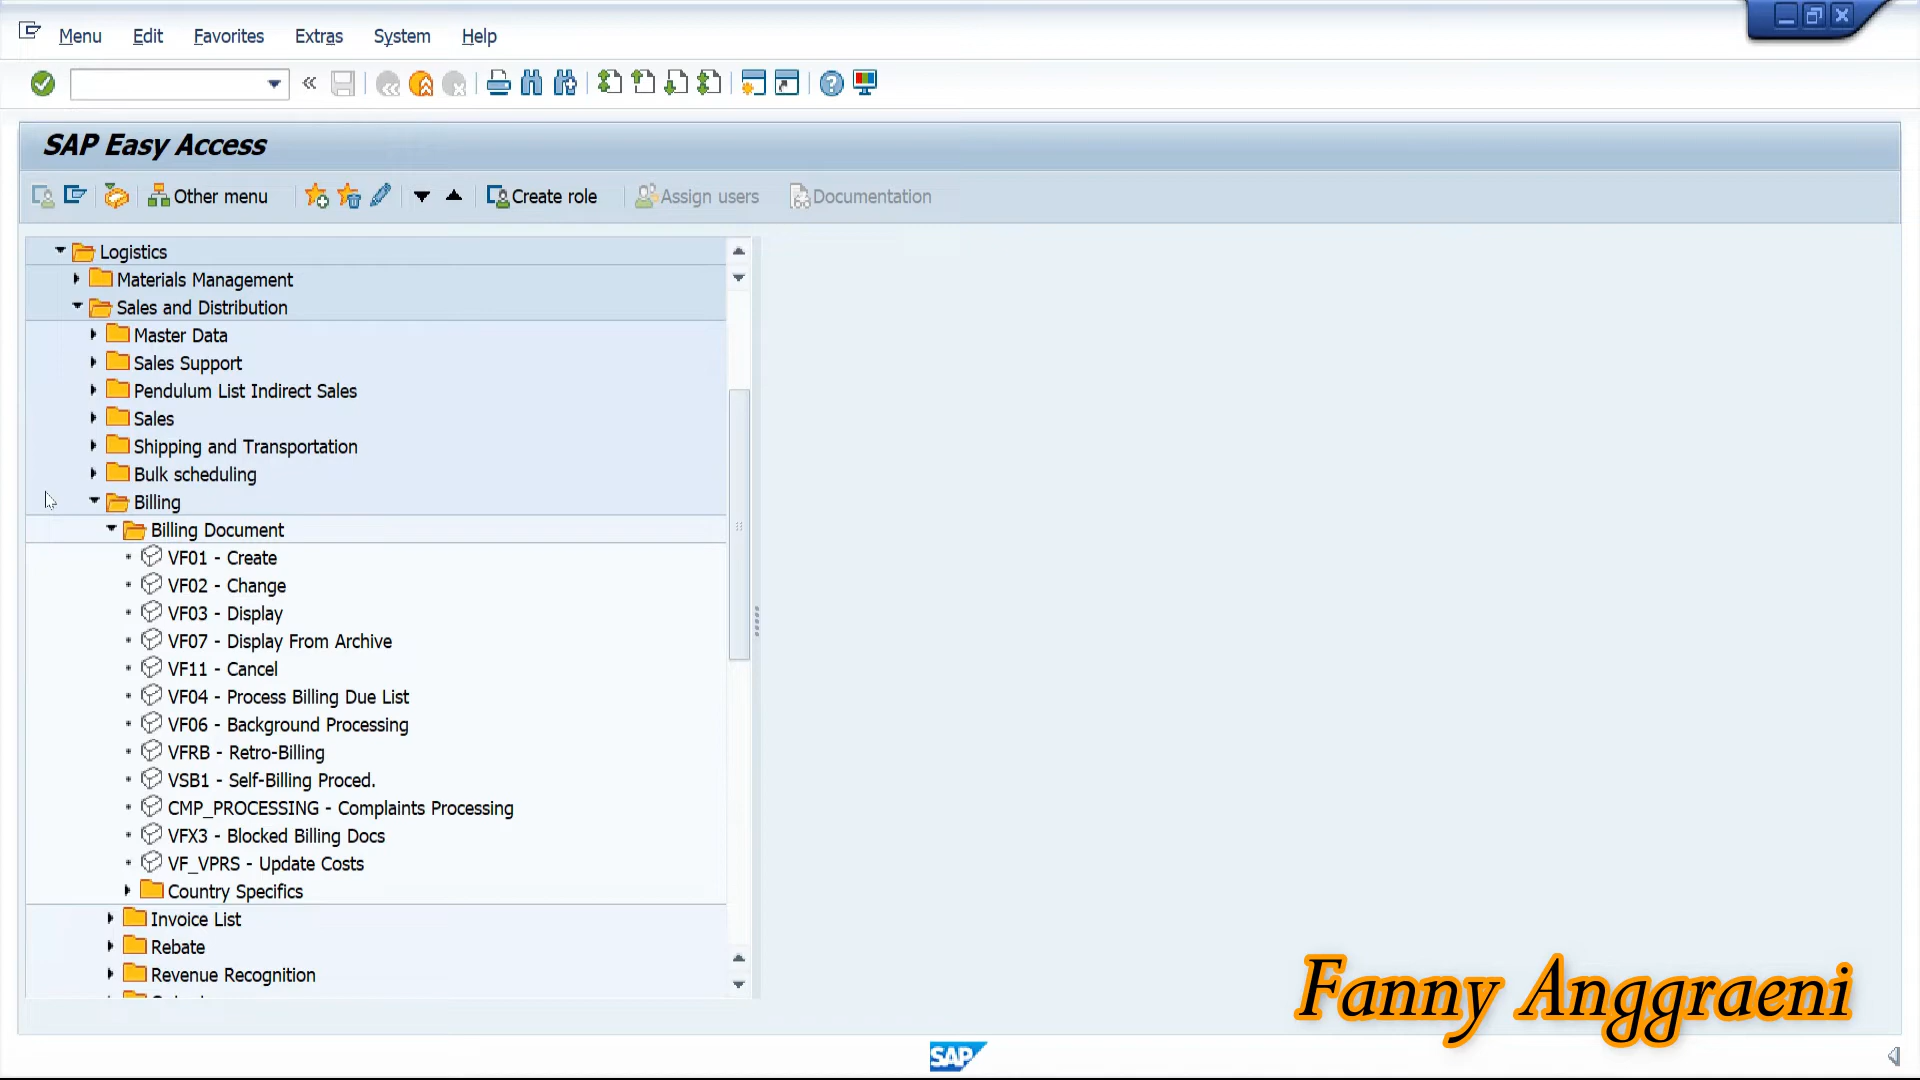 Menu Edit Favorites Extras System Help
SAP Easy Access
Other menu Create role Assign users Documentation
Logistics
Materials Management
Sales and Distribution
Master Data
Sales Support
Pendulum List Indirect Sales
Sales
Shipping and Transportation
Bulk scheduling
Billing
Billing Document
VF01 - Create
VF02 - Change
VF03 - Display
VF07 - Display From Archive
VF11 - Cancel
VF04 - Process Billing Due List
VF06 - Background Processing
VFRB - Retro-Billing
VSB1 - Self-Billing Proced.
CMP_PROCESSING - Complaints Processing
VFX3 - Blocked Billing Docs
VF_VPRS - Update Costs
Country Specifics
Invoice List
Rebate
Revenue Recognition
Fanny Anggraeni
SAP